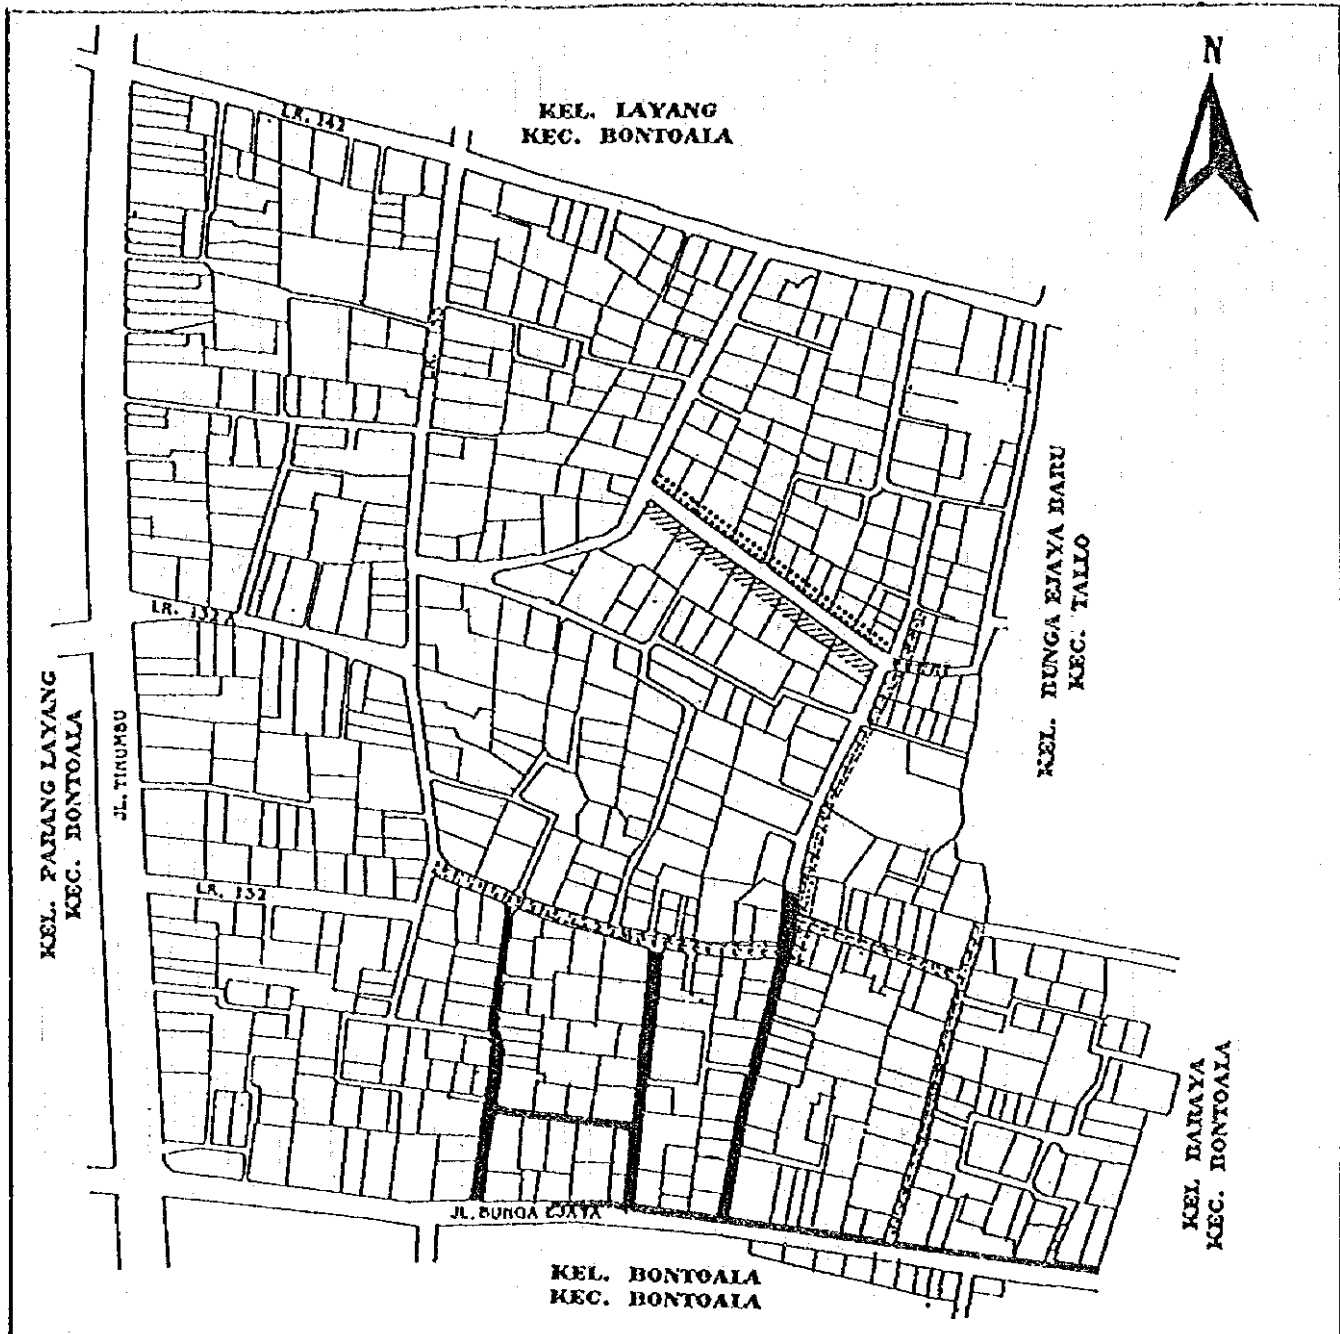 N
KEL. LAYANG
KEC. BONTOALA
LR. 142
KEL. BUNGA EJAYA BARU
KEC. TALLO
LR. 132
KEL. PARANG LAYANG
KEC. BONTOALA
JL. TINUMBU
LR. 132
KEL BARAYA
KEC. BONTOALA
JL. BUNGA EJAYA
KEL. BONTOALA
KEC. BONTOALA